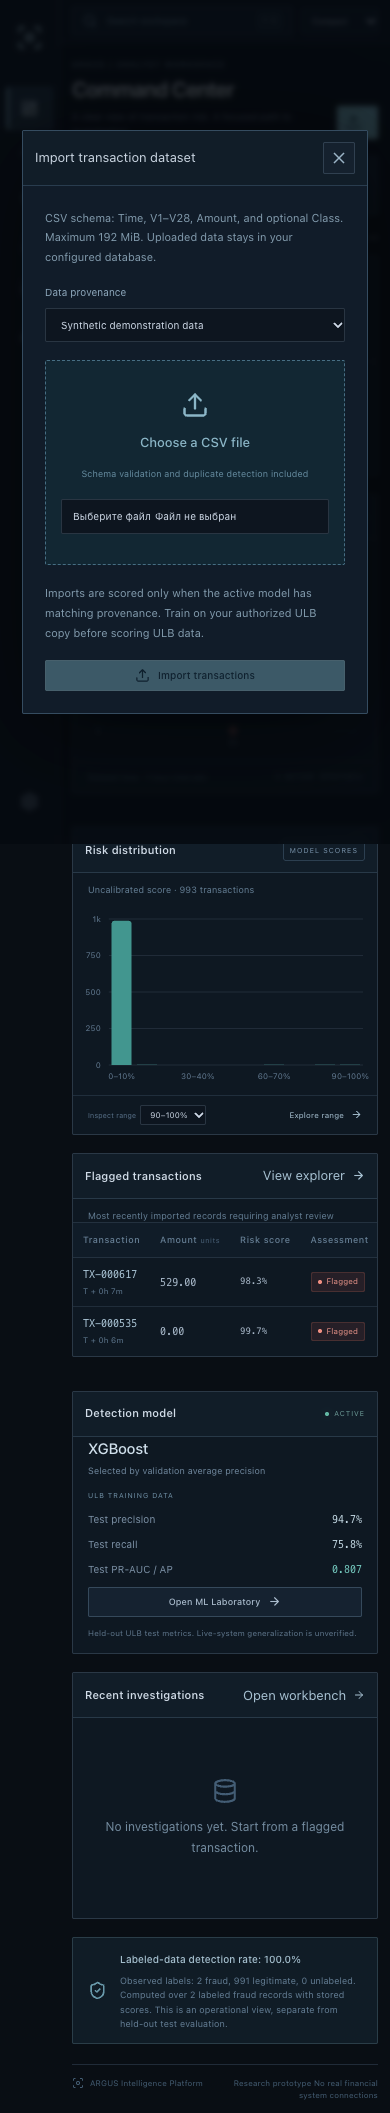 Command Center
Import transaction dataset
CSV schema: Time, V1–V28, Amount, and optional Class.
Maximum 192 MiB. Uploaded data stays in your
configured database.
Data provenance
Synthetic demonstration data
Choose a CSV file
Schema validation and duplicate detection included
Выберите файл Файл не выбран
Imports are scored only when the active model has
matching provenance. Train on your authorized ULB
copy before scoring ULB data.
Import transactions
Risk distribution
MODEL SCORES
Uncalibrated score · 993 transactions
1k
750
500
250
0
0–10% 30–40% 60–70% 90–100%
Inspect range 90–100% Explore range →
Flagged transactions View explorer →
Most recently imported records requiring analyst review
Transaction Amount units Risk score Assessment
TX-000617 529.00 98.3% Flagged
T + 0h 7m
TX-000535 0.00 99.7% Flagged
T + 0h 6m
Detection model ACTIVE
XGBoost
Selected by validation average precision
ULB TRAINING DATA
Test precision 94.7%
Test recall 75.8%
Test PR-AUC / AP 0.807
Open ML Laboratory →
Held-out ULB test metrics. Live-system generalization is unverified.
Recent investigations Open workbench →
No investigations yet. Start from a flagged
transaction.
Labeled-data detection rate: 100.0%
Observed labels: 2 fraud, 991 legitimate, 0 unlabeled.
Computed over 2 labeled fraud records with stored
scores. This is an operational view, separate from
held-out test evaluation.
ARGUS Intelligence Platform
Research prototype No real financial
system connections